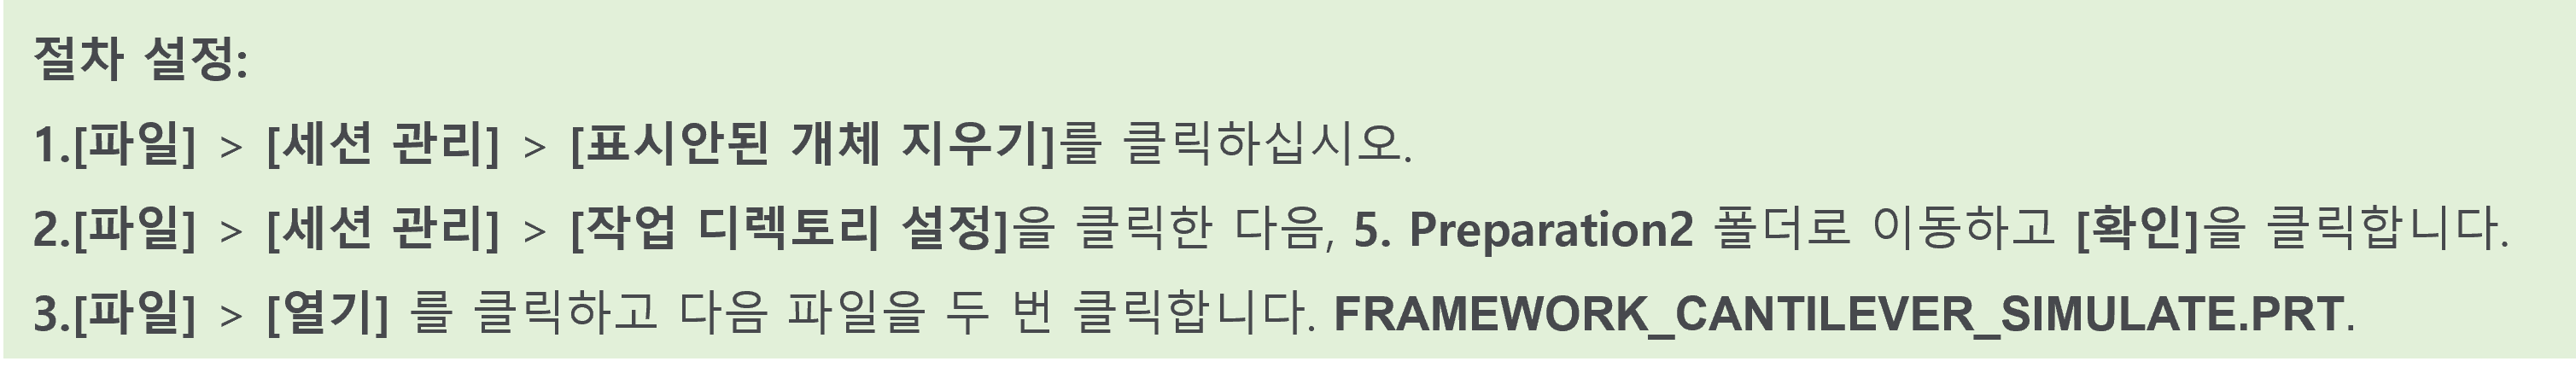 절차 설정:
1.[파일] > [세션 관리] > [표시안된 개체 지우기]를 클릭하십시오.
2.[파일] > [세션 관리] > [작업 디렉토리 설정]을 클릭한 다음, 5. Preparation2 폴더로 이동하고 [확인]을 클릭합니다.
3.[파일] > [열기] 를 클릭하고 다음 파일을 두 번 클릭합니다. FRAMEWORK_CANTILEVER_SIMULATE.PRT.